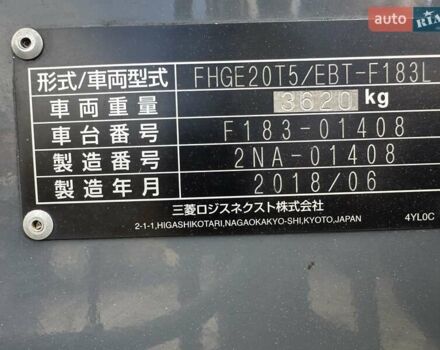 auto RIA
形式/車両型式 FHGE20T5/EBT-F183L
車両重量 3620 kg
車台番号 F183-01408
製造番号 2NA-01408
製造年月 2018/06
三菱ロジスネクスト株式会社
2-1-1,HIGASHIKOTARI,NAGAOKAKYO-SHI,KYOTO,JAPAN 4YL0C